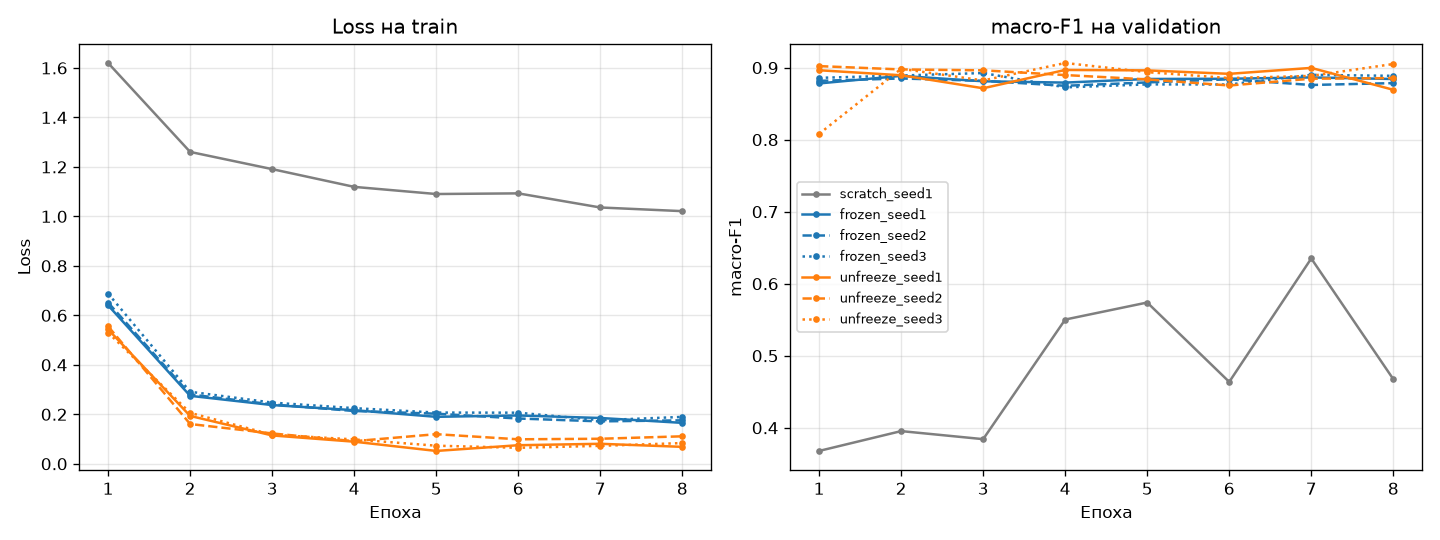 Loss на train
1.6
1.4
1.2
1.0
0.8
0.6
0.4
0.2
0.0
Loss
1 2 3 4 5 6 7 8
Епоха
macro-F1 на validation
0.9
0.8
0.7
0.6
0.5
0.4
macro-F1
scratch_seed1
frozen_seed1
frozen_seed2
frozen_seed3
unfreeze_seed1
unfreeze_seed2
unfreeze_seed3
1 2 3 4 5 6 7 8
Епоха